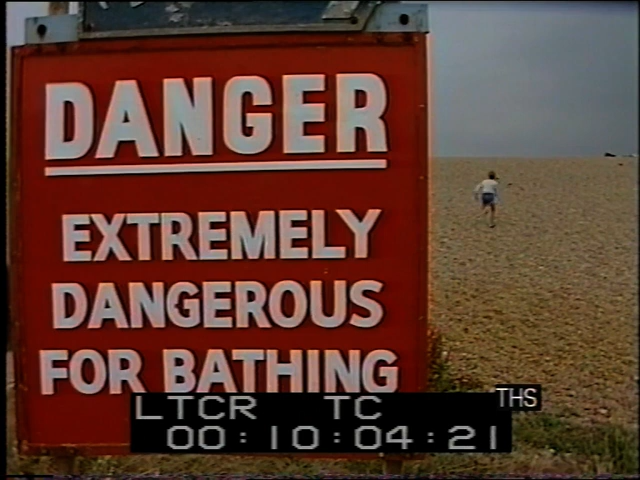 DANGER
EXTREMELY
DANGEROUS
FOR BATHING
THS
LTCR TC
00:10:04:21